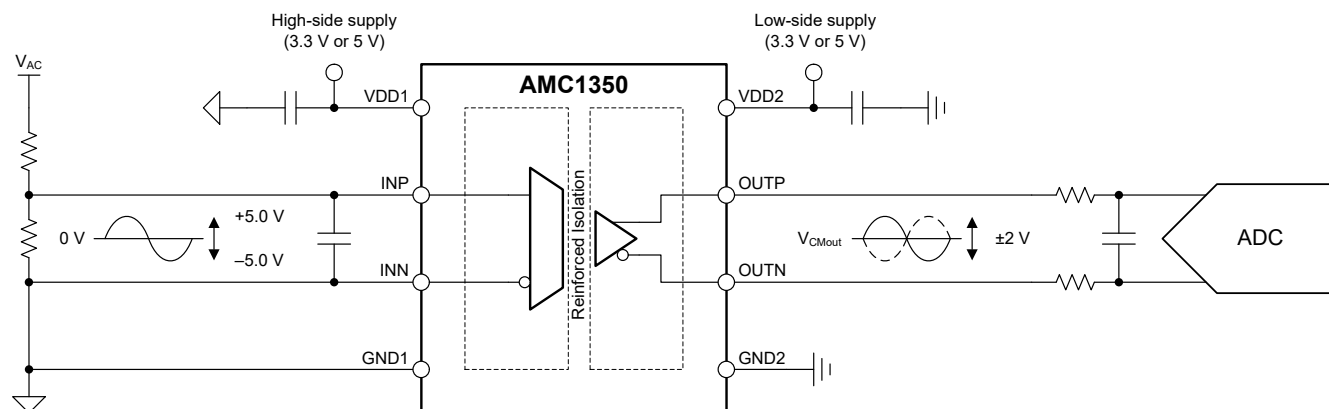 High-side supply
(3.3 V or 5 V)
Low-side supply
(3.3 V or 5 V)
VAC
AMC1350
VDD1
VDD2
INP
OUTP
0 V
+5.0 V
–5.0 V
Reinforced Isolation
VCMout
±2 V
ADC
INN
OUTN
GND1
GND2